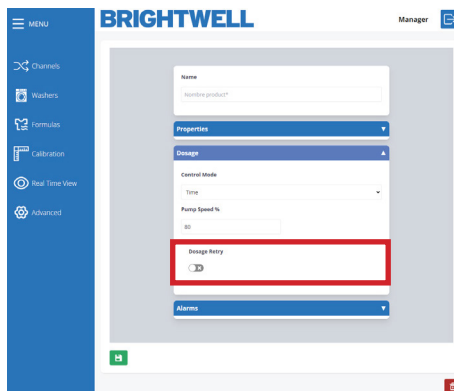 MENU
BRIGHTWELL
Manager
Channels
Washers
Formulas
Calibration
Real Time View
Advanced
Name
Nombre product*
Properties
Dosage
Control Mode
Time
Pump Speed %
80
Dosage Retry
Alarms